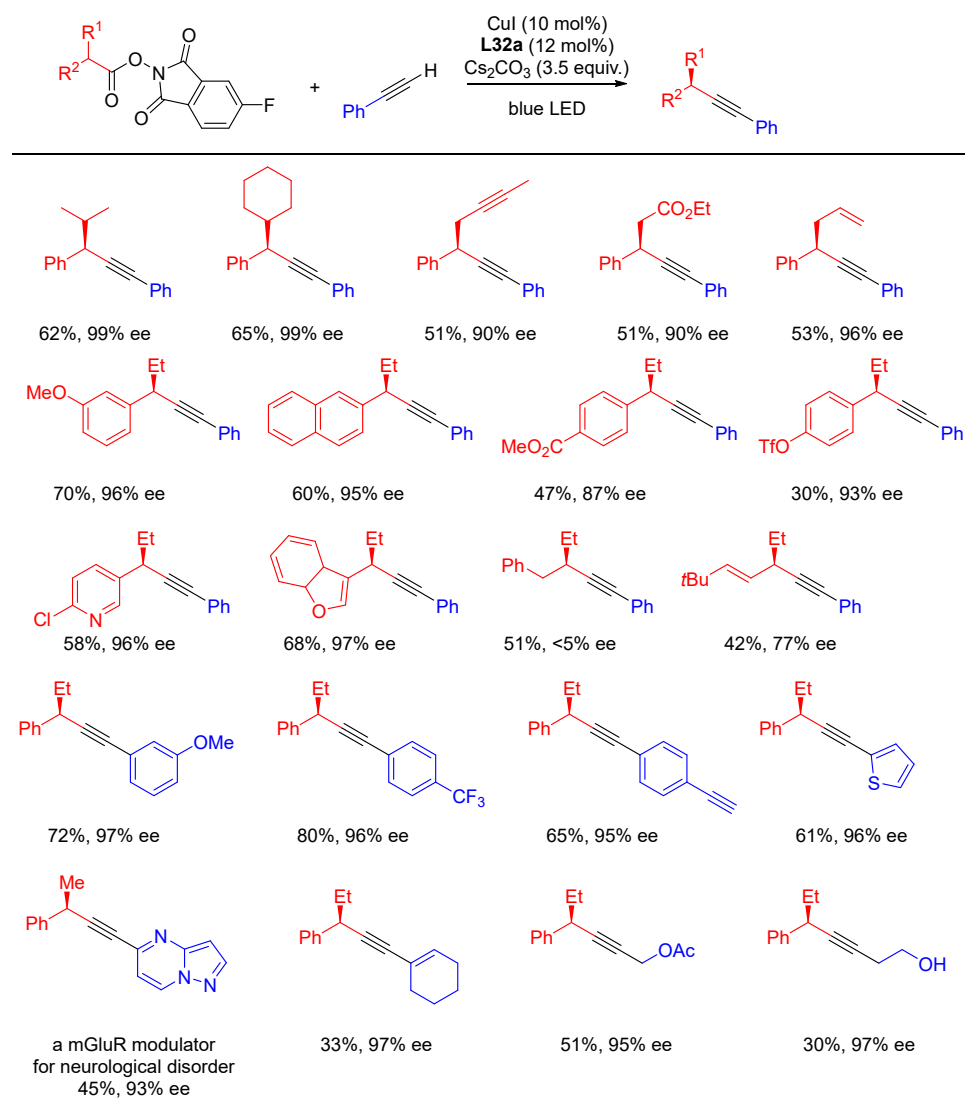 R1
R2
O
O
N
O
O
F
+
Ph
H
CuI (10 mol%)
L32a (12 mol%)
Cs2CO3 (3.5 equiv.)
blue LED
R1
R2
Ph
Ph
Ph
62%, 99% ee
Ph
Ph
65%, 99% ee
Ph
Ph
51%, 90% ee
CO2Et
Ph
Ph
51%, 90% ee
Ph
Ph
53%, 96% ee
Et
MeO
Ph
70%, 96% ee
Et
Ph
60%, 95% ee
Et
MeO2C
Ph
47%, 87% ee
Et
TfO
Ph
30%, 93% ee
Et
Cl
N
Ph
58%, 96% ee
Et
O
Ph
68%, 97% ee
Et
Ph
Ph
51%, <5% ee
Et
tBu
Ph
42%, 77% ee
Et
Ph
OMe
72%, 97% ee
Et
Ph
CF3
80%, 96% ee
Et
Ph
65%, 95% ee
Et
Ph
S
61%, 96% ee
Me
Ph
N
N
N
a mGluR modulator
for neurological disorder
45%, 93% ee
Et
Ph
33%, 97% ee
Et
Ph
OAc
51%, 95% ee
Et
Ph
OH
30%, 97% ee